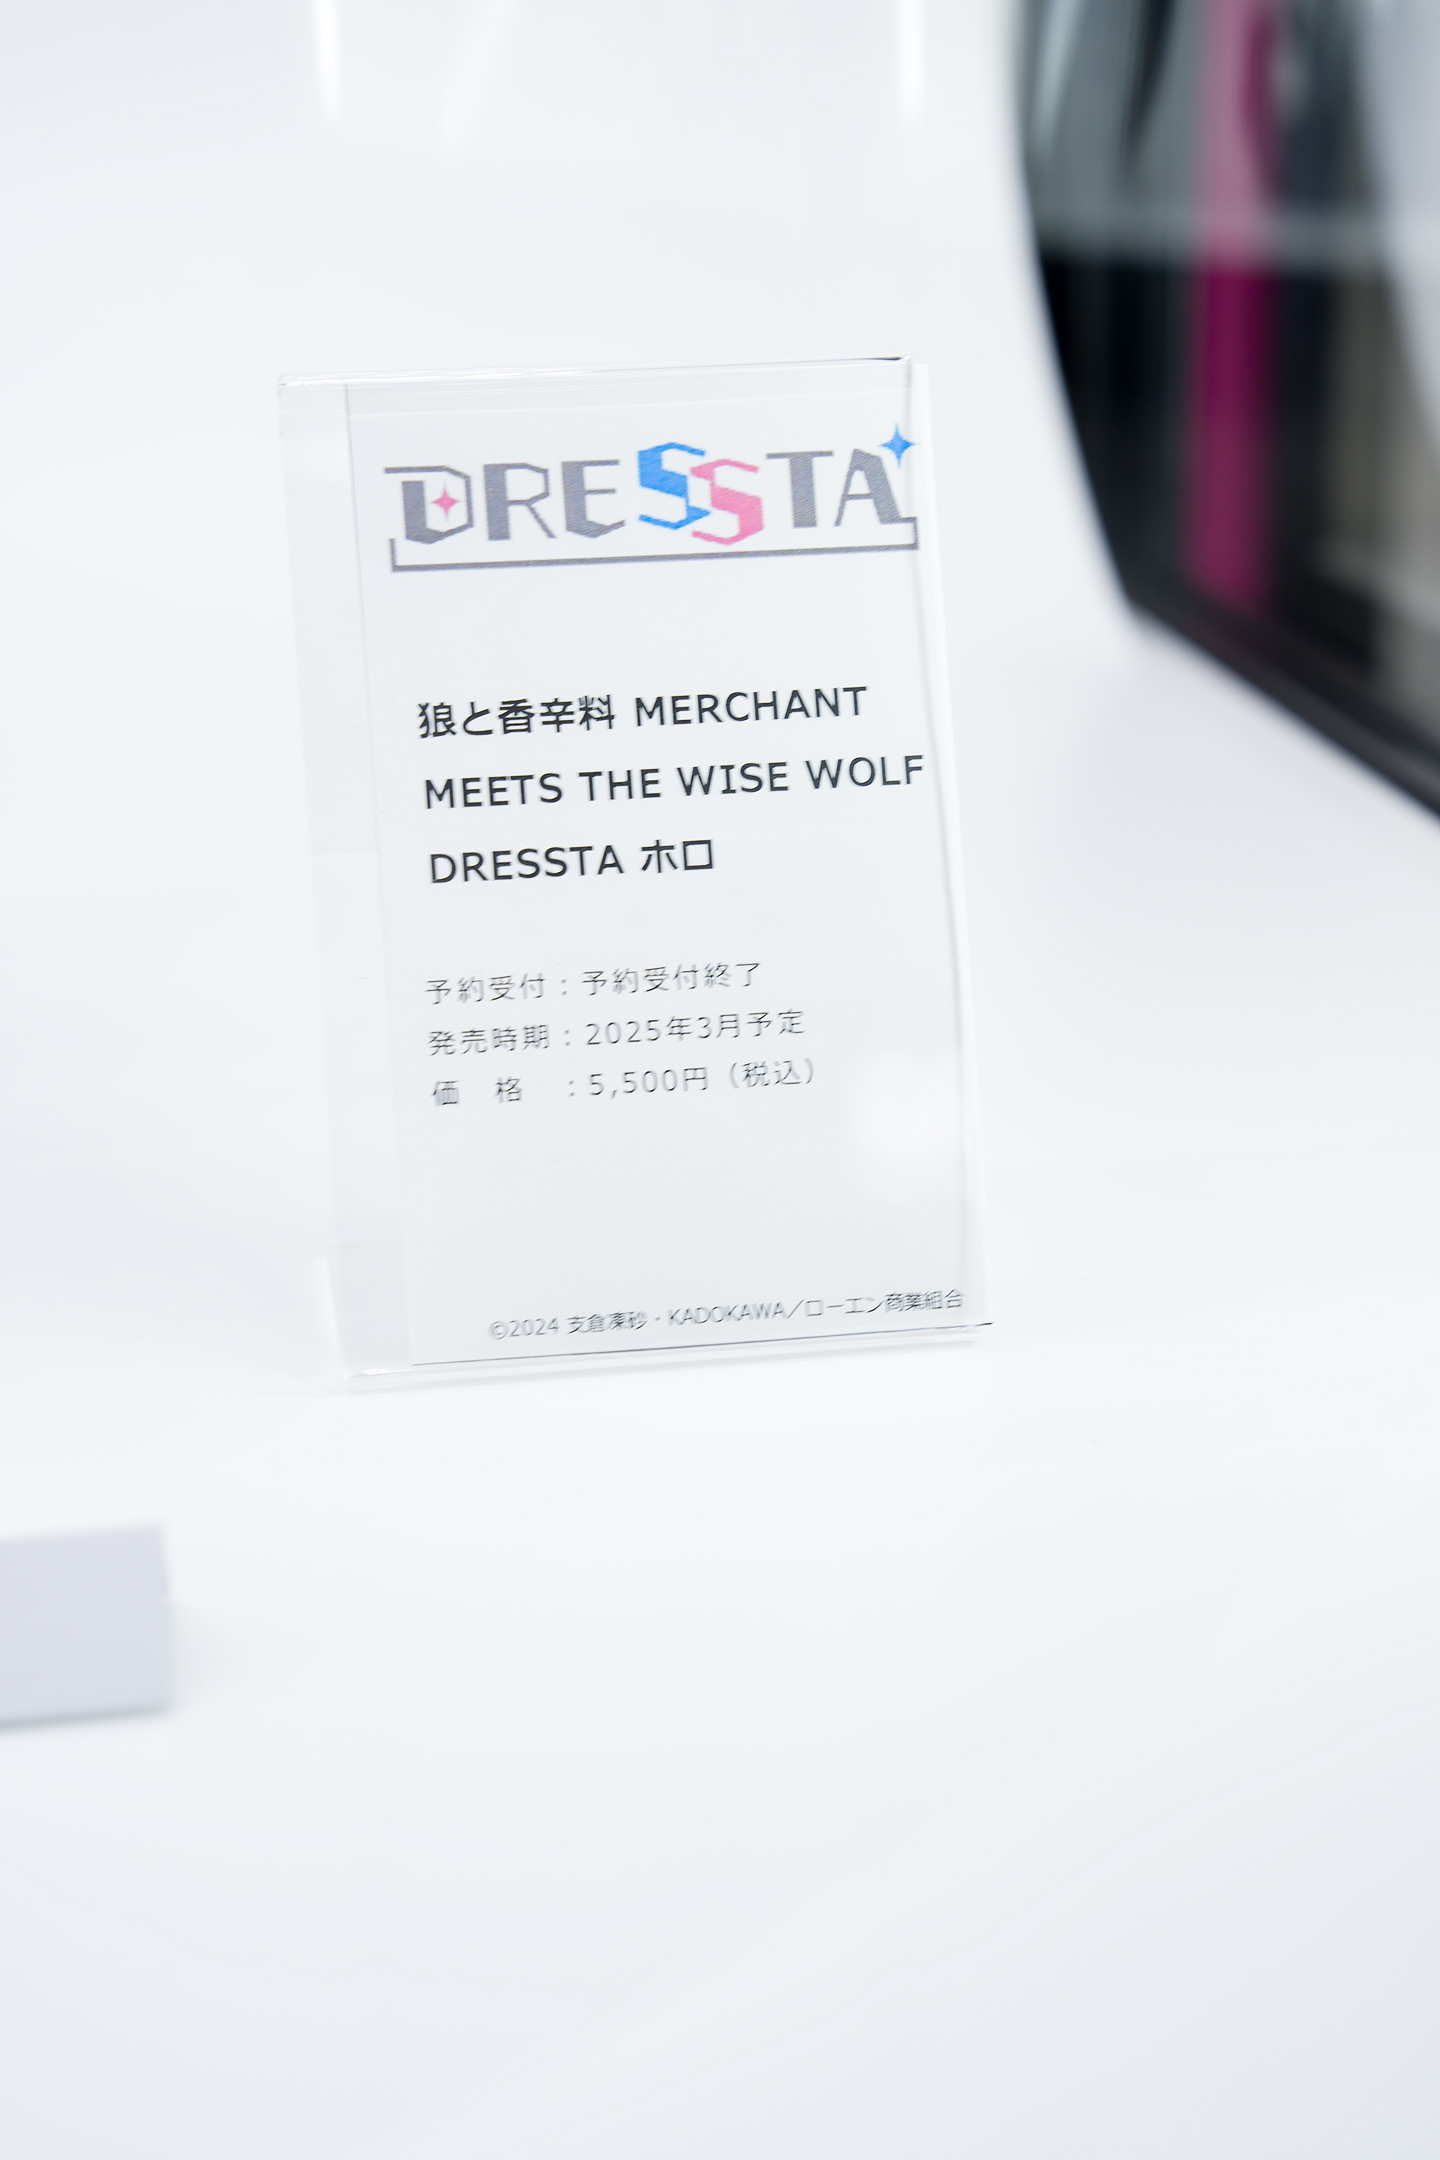 DRESSTA
狼と香辛料 MERCHANT
MEETS THE WISE WOLF
DRESSTA ホロ
予約受付：予約受付終了
発売時期：2025年3月予定
価　格　：5,500円（税込）
©2024 支倉凍砂・KADOKAWA／ローエン商業組合